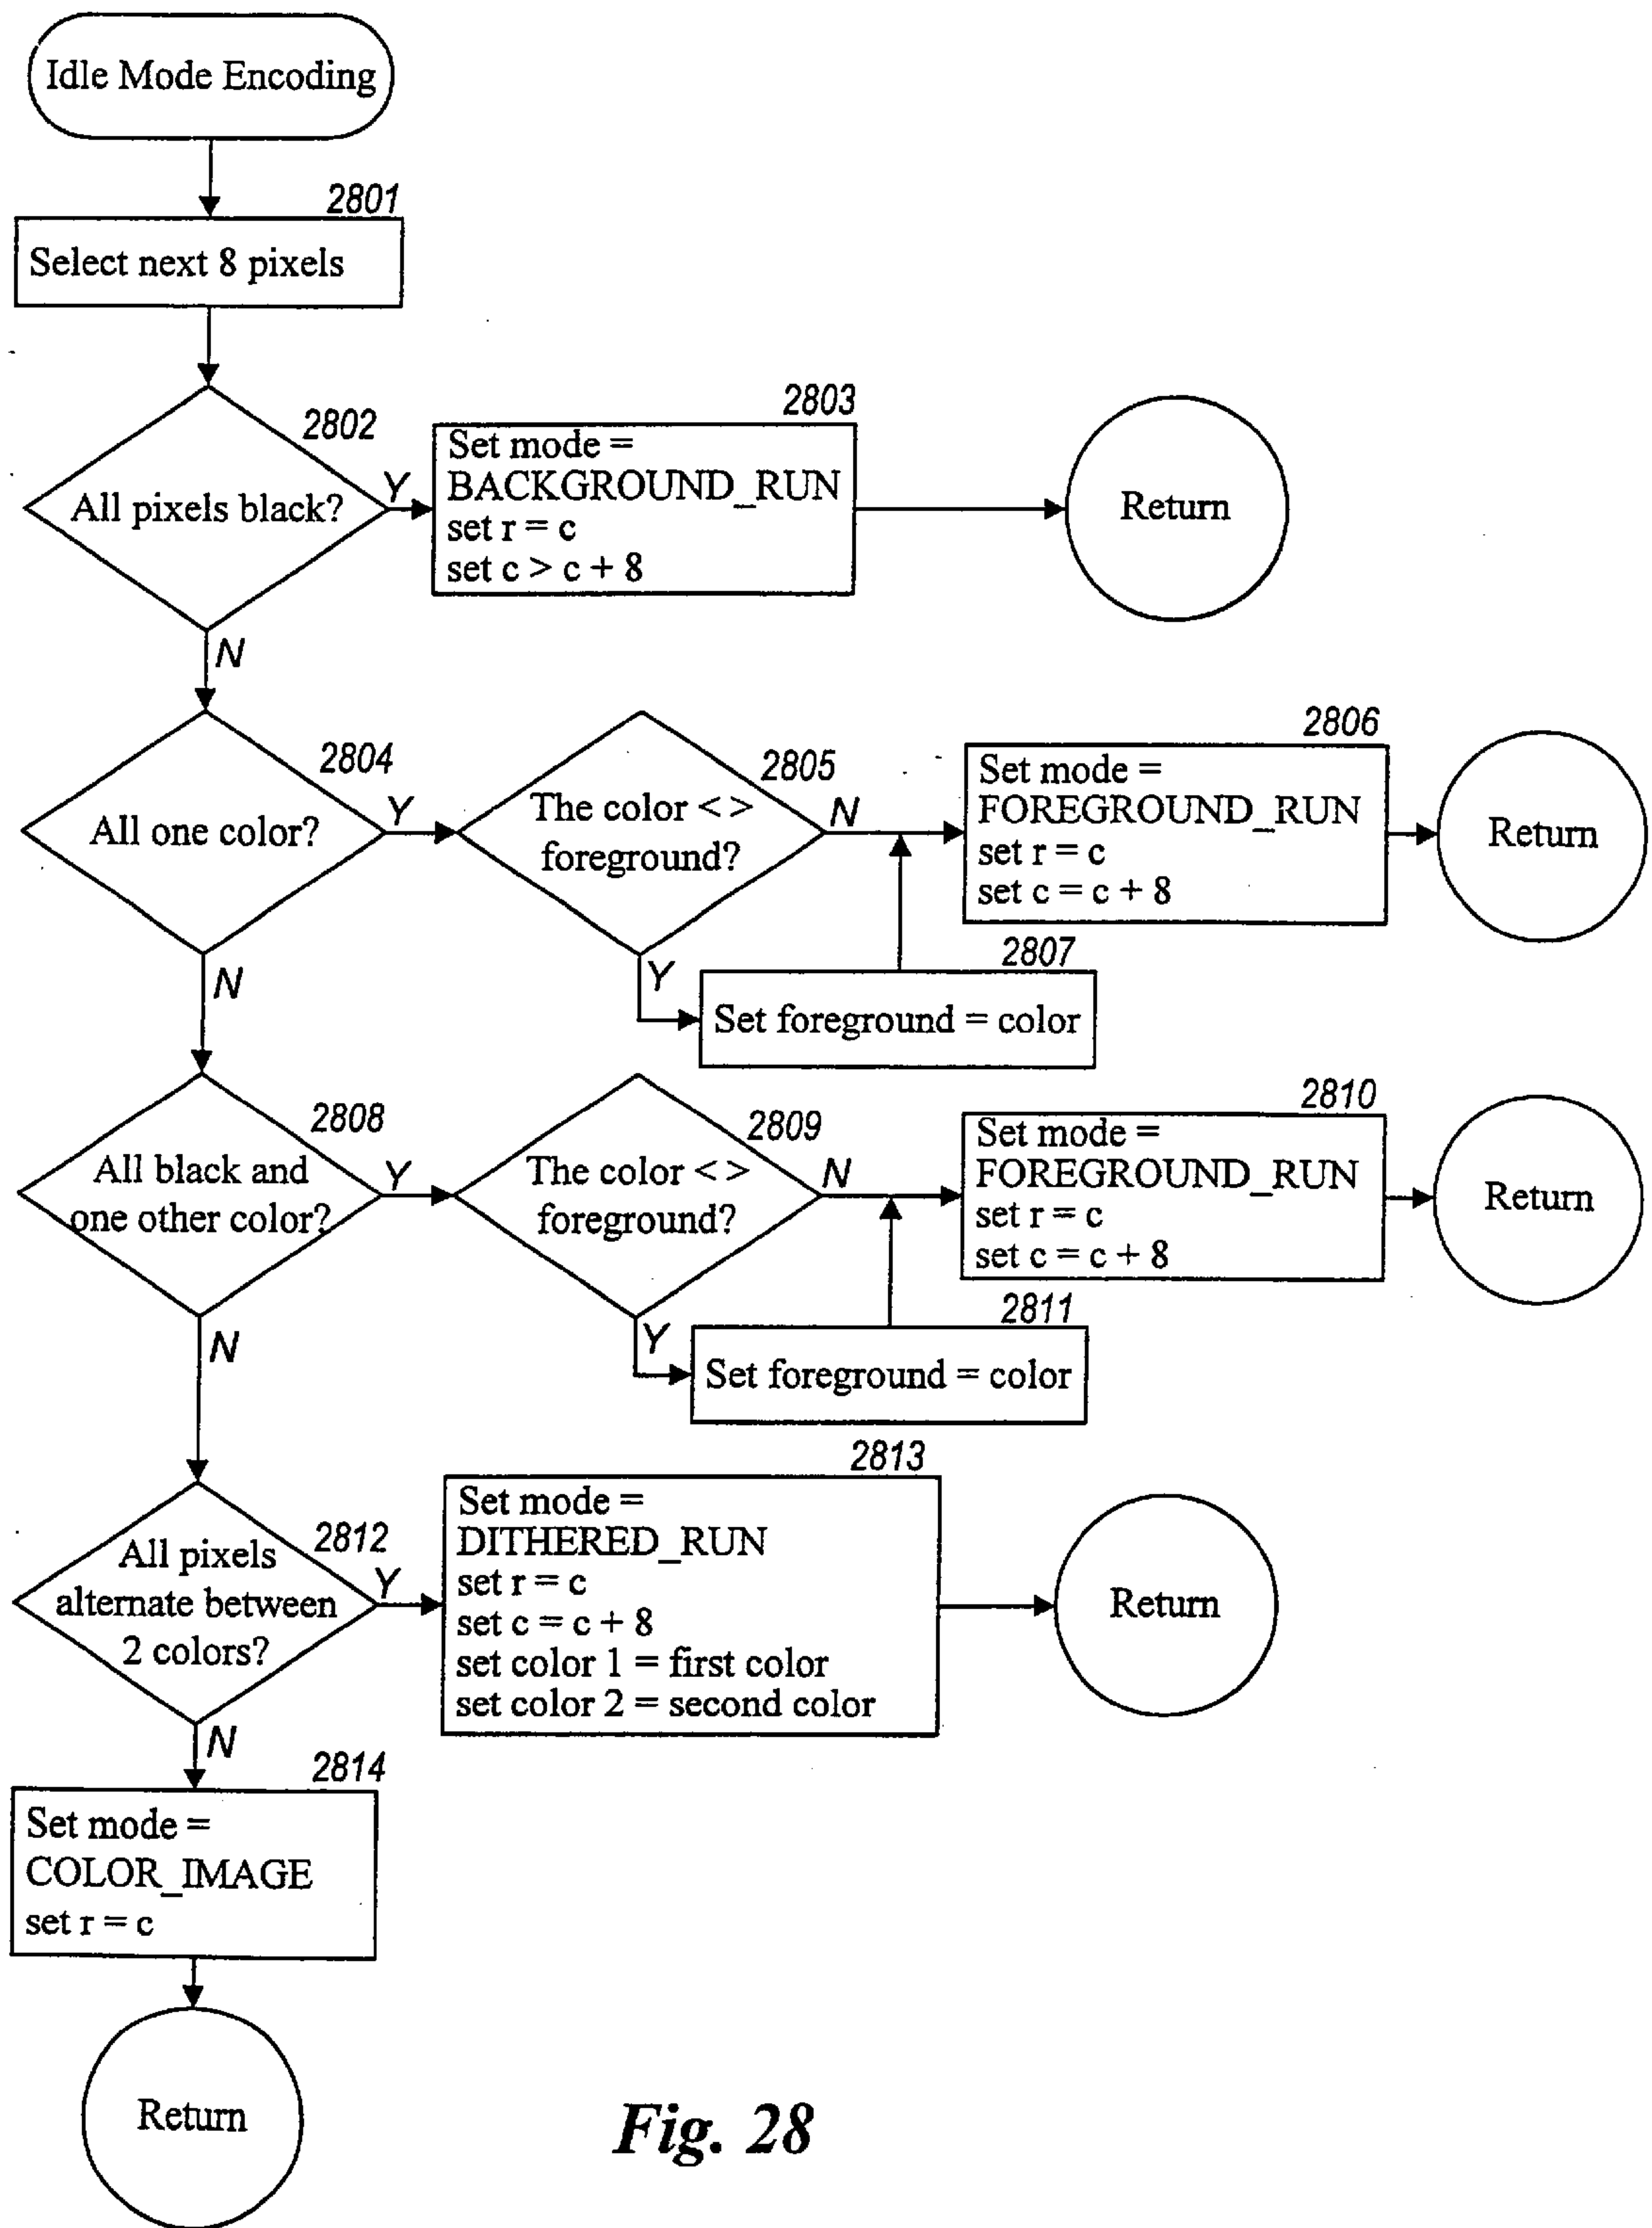 Idle Mode Encoding
2801
Select next 8 pixels
2802
All pixels black?
Y
N
2803
Set mode =
BACKGROUND_RUN
set r = c
set c > c + 8
Return
2804
All one color?
Y
N
2805
The color < >
foreground?
N
Y
2806
Set mode =
FOREGROUND_RUN
set r = c
set c = c + 8
Return
2807
Set foreground = color
2808
All black and
one other color?
Y
N
2809
The color < >
foreground?
N
Y
2810
Set mode =
FOREGROUND_RUN
set r = c
set c = c + 8
Return
2811
Set foreground = color
2812
All pixels
alternate between
2 colors?
Y
N
2813
Set mode =
DITHERED_RUN
set r = c
set c = c + 8
set color 1 = first color
set color 2 = second color
Return
2814
Set mode =
COLOR_IMAGE
set r = c
Return
Fig. 28